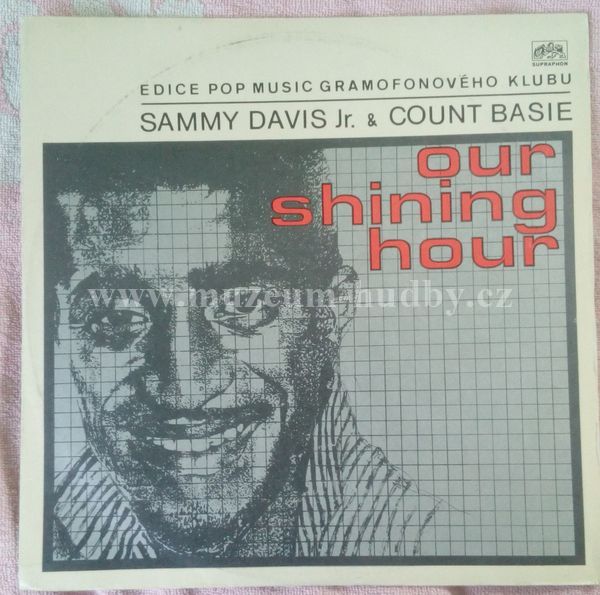 SUPRAPHON
EDICE POP MUSIC GRAMOFONOVÉHO KLUBU
SAMMY DAVIS Jr. & COUNT BASIE
our
shining
hour
www.muzeum-hudby.cz